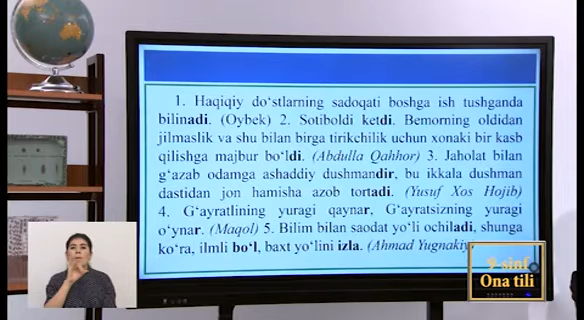 1. Haqiqiy do‘stlarning sadoqati boshga ish tushganda
bilinadi. (Oybek) 2. Sotiboldi ketdi. Bemorning oldidan
jilmaslik va shu bilan birga tirikchilik uchun xonaki bir kasb
qilishga majbur bo‘ldi. (Abdulla Qahhor) 3. Jaholat bilan
g‘azab odamga ashaddiy dushmandir, bu ikkala dushman
dastidan jon hamisha azob tortadi. (Yusuf Xos Hojib)
4. G‘ayratlining yuragi qaynar, G‘ayratsizning yuragi
o‘ynar. (Maqol) 5. Bilim bilan saodat yo‘li ochiladi, shunga
ko‘ra, ilmli bo‘l, baxt yo‘lini izla. (Ahmad Yugnakiy
9-sinf
Ona tili